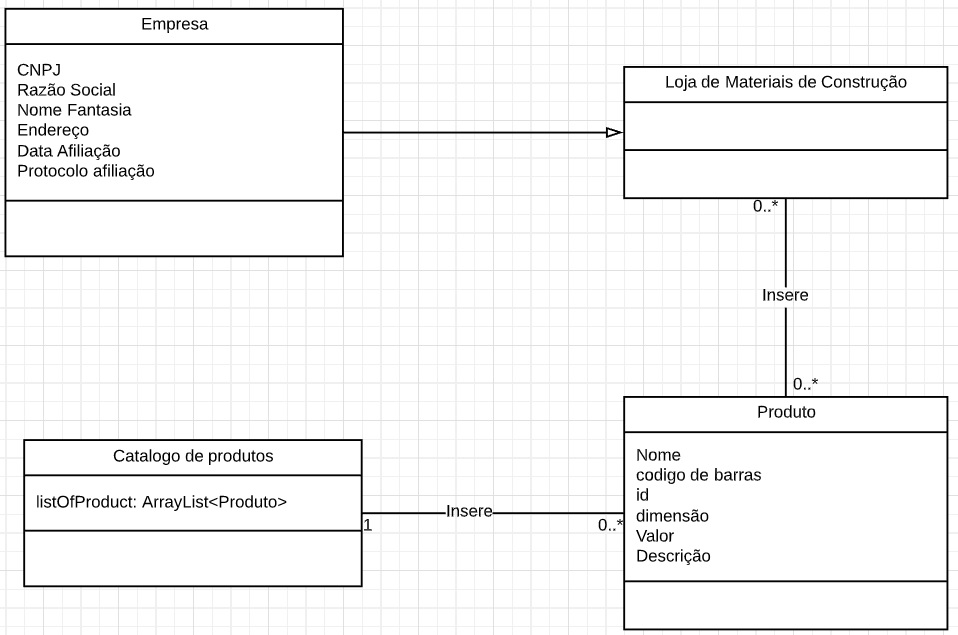 Empresa
CNPJ
Razão Social
Nome Fantasia
Endereço
Data Afiliação
Protocolo afiliação
Loja de Materiais de Construção
0..*
Insere
0..*
Produto
Nome
codigo de barras
id
dimensão
Valor
Descrição
Catalogo de produtos
listOfProduct: ArrayList<Produto>
1
Insere
0..*